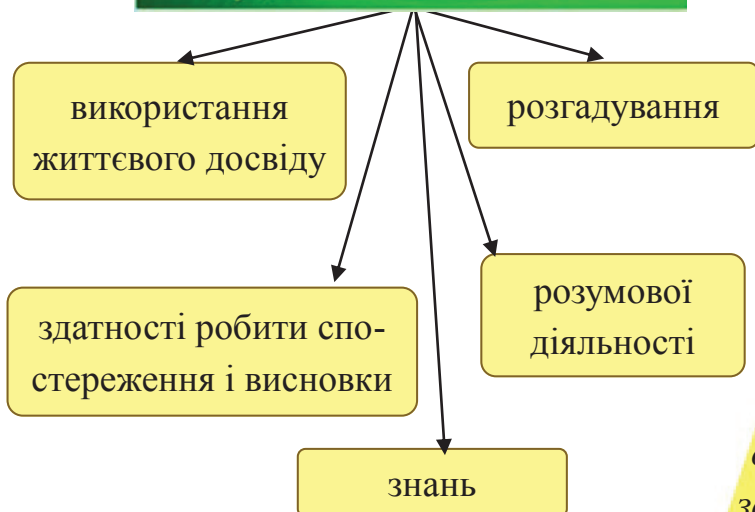 використання
життєвого досвіду
розгадування
здатності робити спо-
стереження і висновки
розумової
діяльності
знань